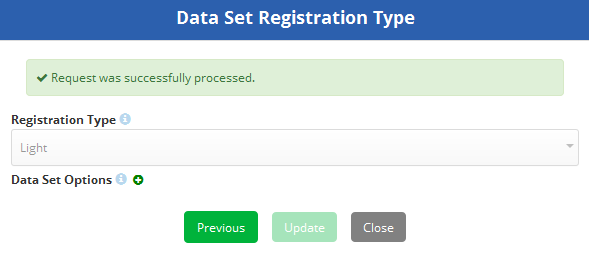 Data Set Registration Type
Request was successfully processed.
Registration Type
Light
Data Set Options
Previous Update Close